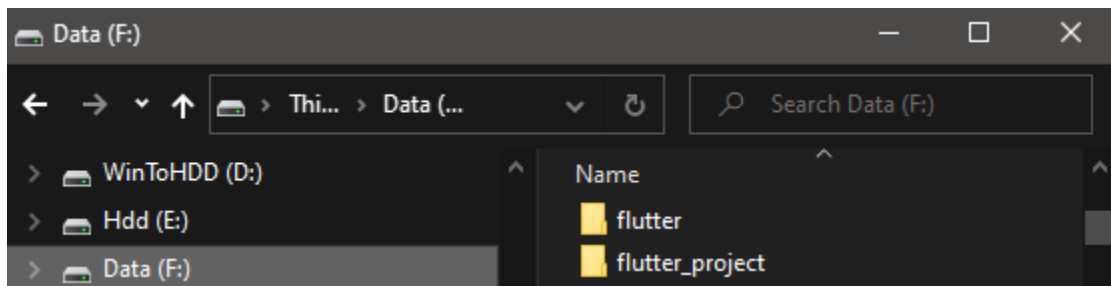 Data (F:)
Thi... > Data (...
Search Data (F:)
WinToHDD (D:)
Hdd (E:)
Data (F:)
Name
flutter
flutter_project